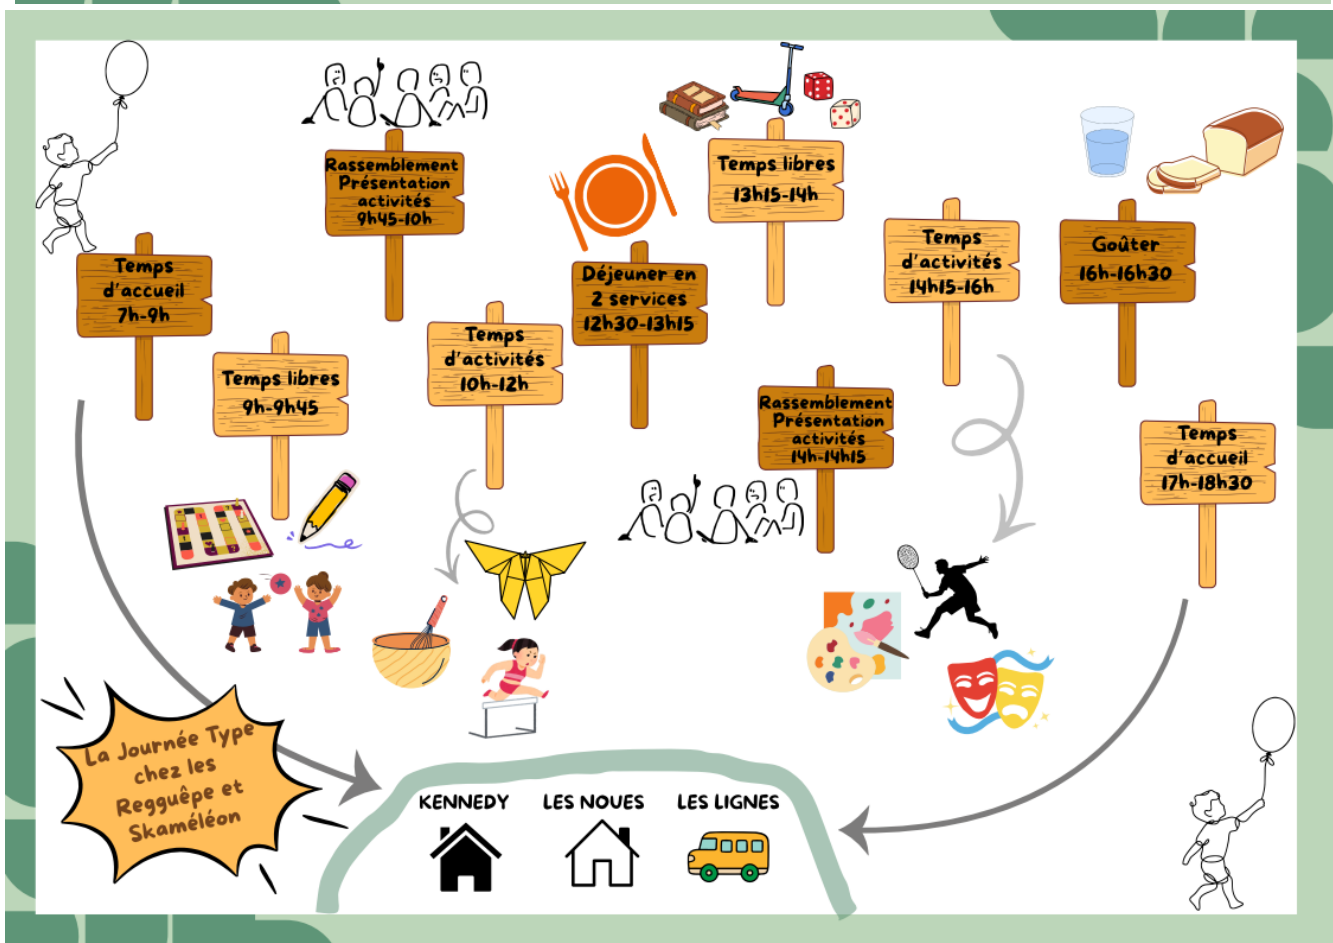 Temps
d'accueil
7h-9h
Temps libres
9h-9h45
Rassemblement
Présentation
activités
9h45-10h
Temps
d'activités
10h-12h
Déjeuner en
2 services
12h30-13h15
Temps libres
13h15-14h
Rassemblement
Présentation
activités
14h-14h15
Temps
d'activités
14h15-16h
Goûter
16h-16h30
Temps
d'accueil
17h-18h30
La Journée Type
chez les
Regguêpe et
Skaméléon
KENNEDY
LES NOUES
LES LIGNES